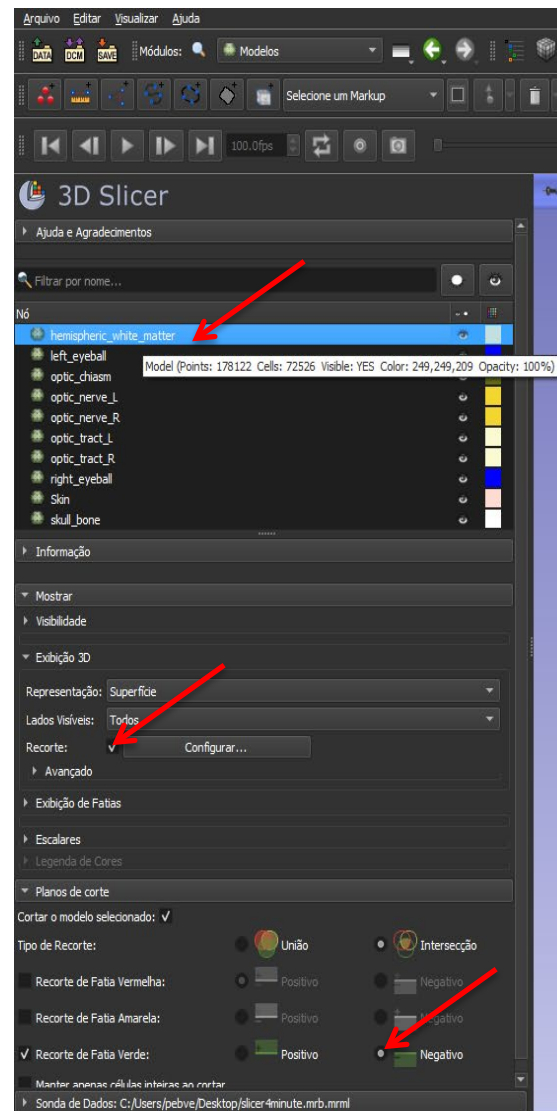 Arquivo Editar Visualizar Ajuda
DATA DCM SAVE Módulos: Modelos
Selecione um Markup
100.0fps
3D Slicer
Ajuda e Agradecimentos
Filtrar por nome...
Nó
hemispheric_white_matter
left_eyeball
Model (Points: 178122 Cells: 72526 Visible: YES Color: 249,249,209 Opacity: 100%)
optic_chiasm
optic_nerve_L
optic_nerve_R
optic_tract_L
optic_tract_R
right_eyeball
Skin
skull_bone
Informação
Mostrar
Visibilidade
Exibição 3D
Representação: Superfície
Lados Visíveis: Todos
Recorte: Configurar...
Avançado
Exibição de Fatias
Escalares
Legenda de Cores
Planos de corte
Cortar o modelo selecionado:
Tipo de Recorte: União Intersecção
Recorte de Fatia Vermelha: Positivo Negativo
Recorte de Fatia Amarela: Positivo Negativo
Recorte de Fatia Verde: Positivo Negativo
Manter apenas células inteiras ao cortar
Sonda de Dados: C:/Users/pebve/Desktop/slicer4minute.mrb.mrml